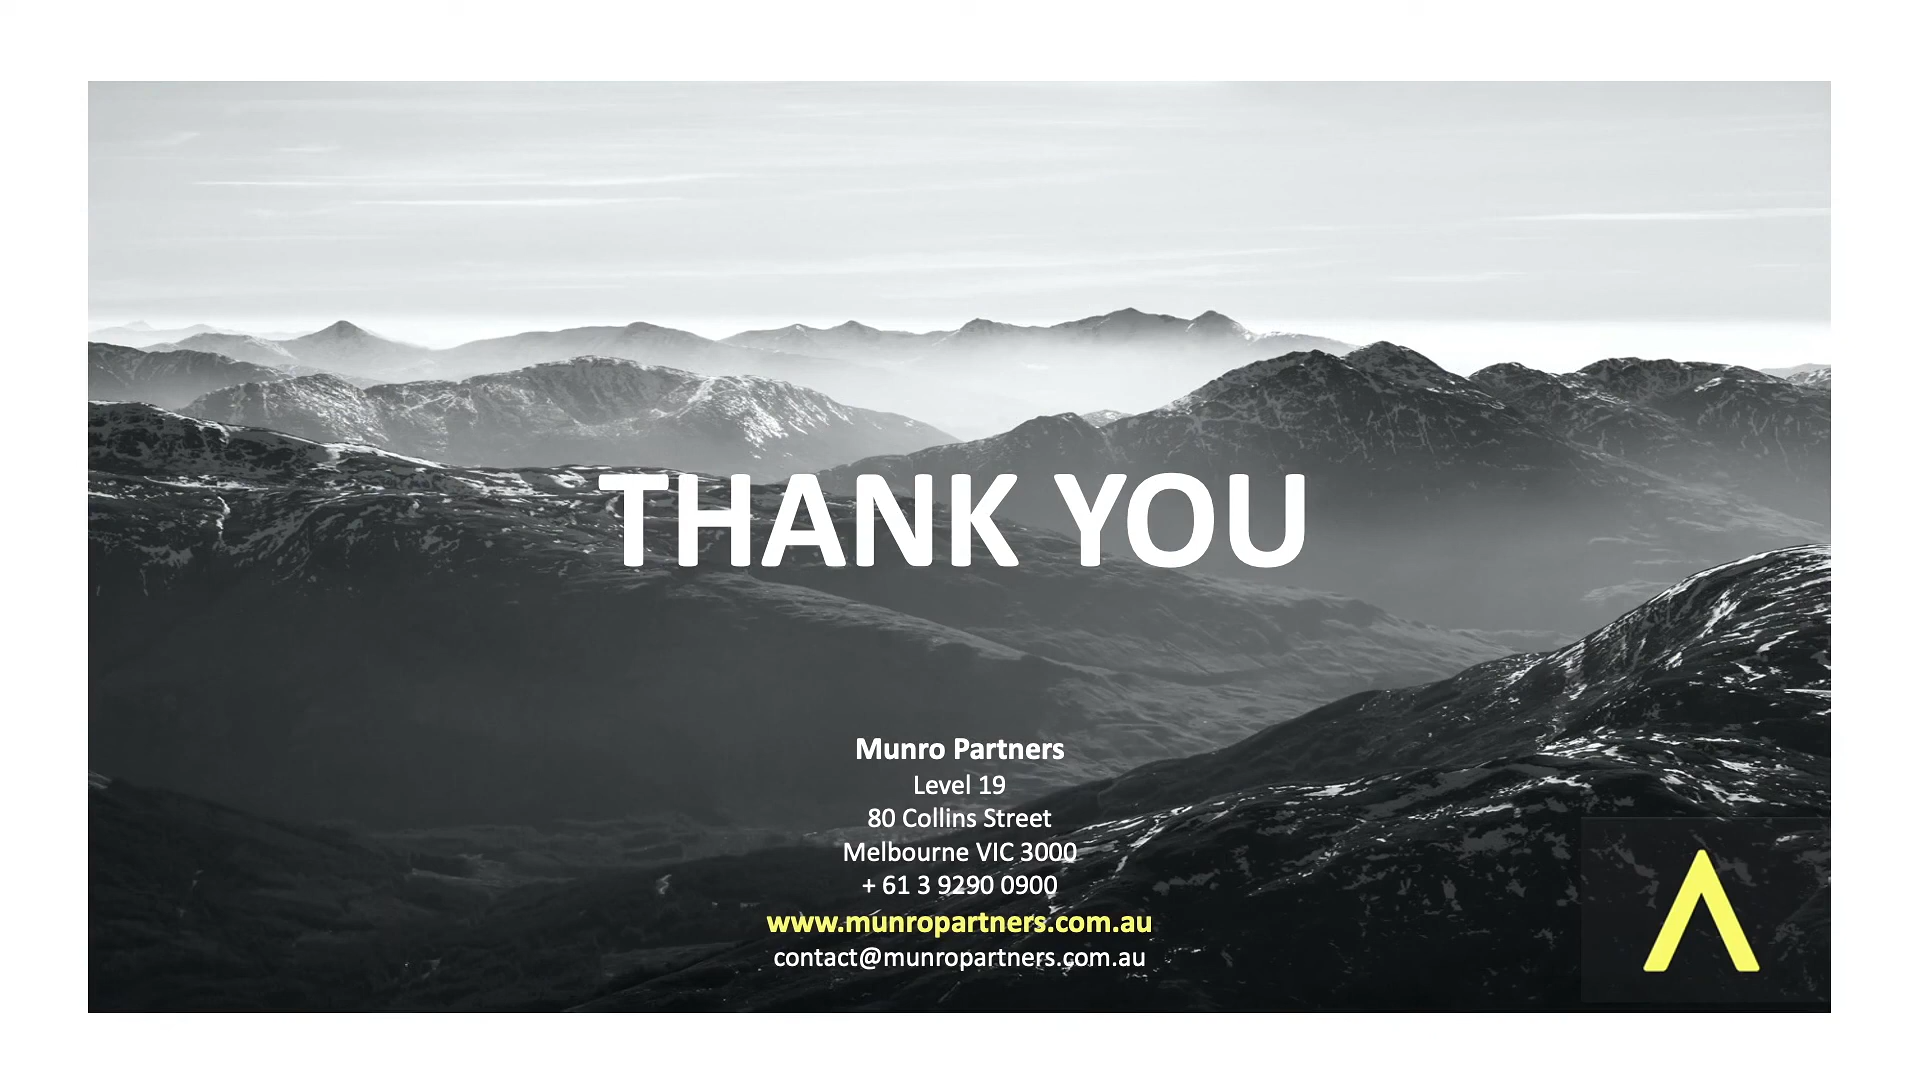 THANK YOU
Munro Partners
Level 19
80 Collins Street
Melbourne VIC 3000
+ 61 3 9290 0900
www.munropartners.com.au
contact@munropartners.com.au